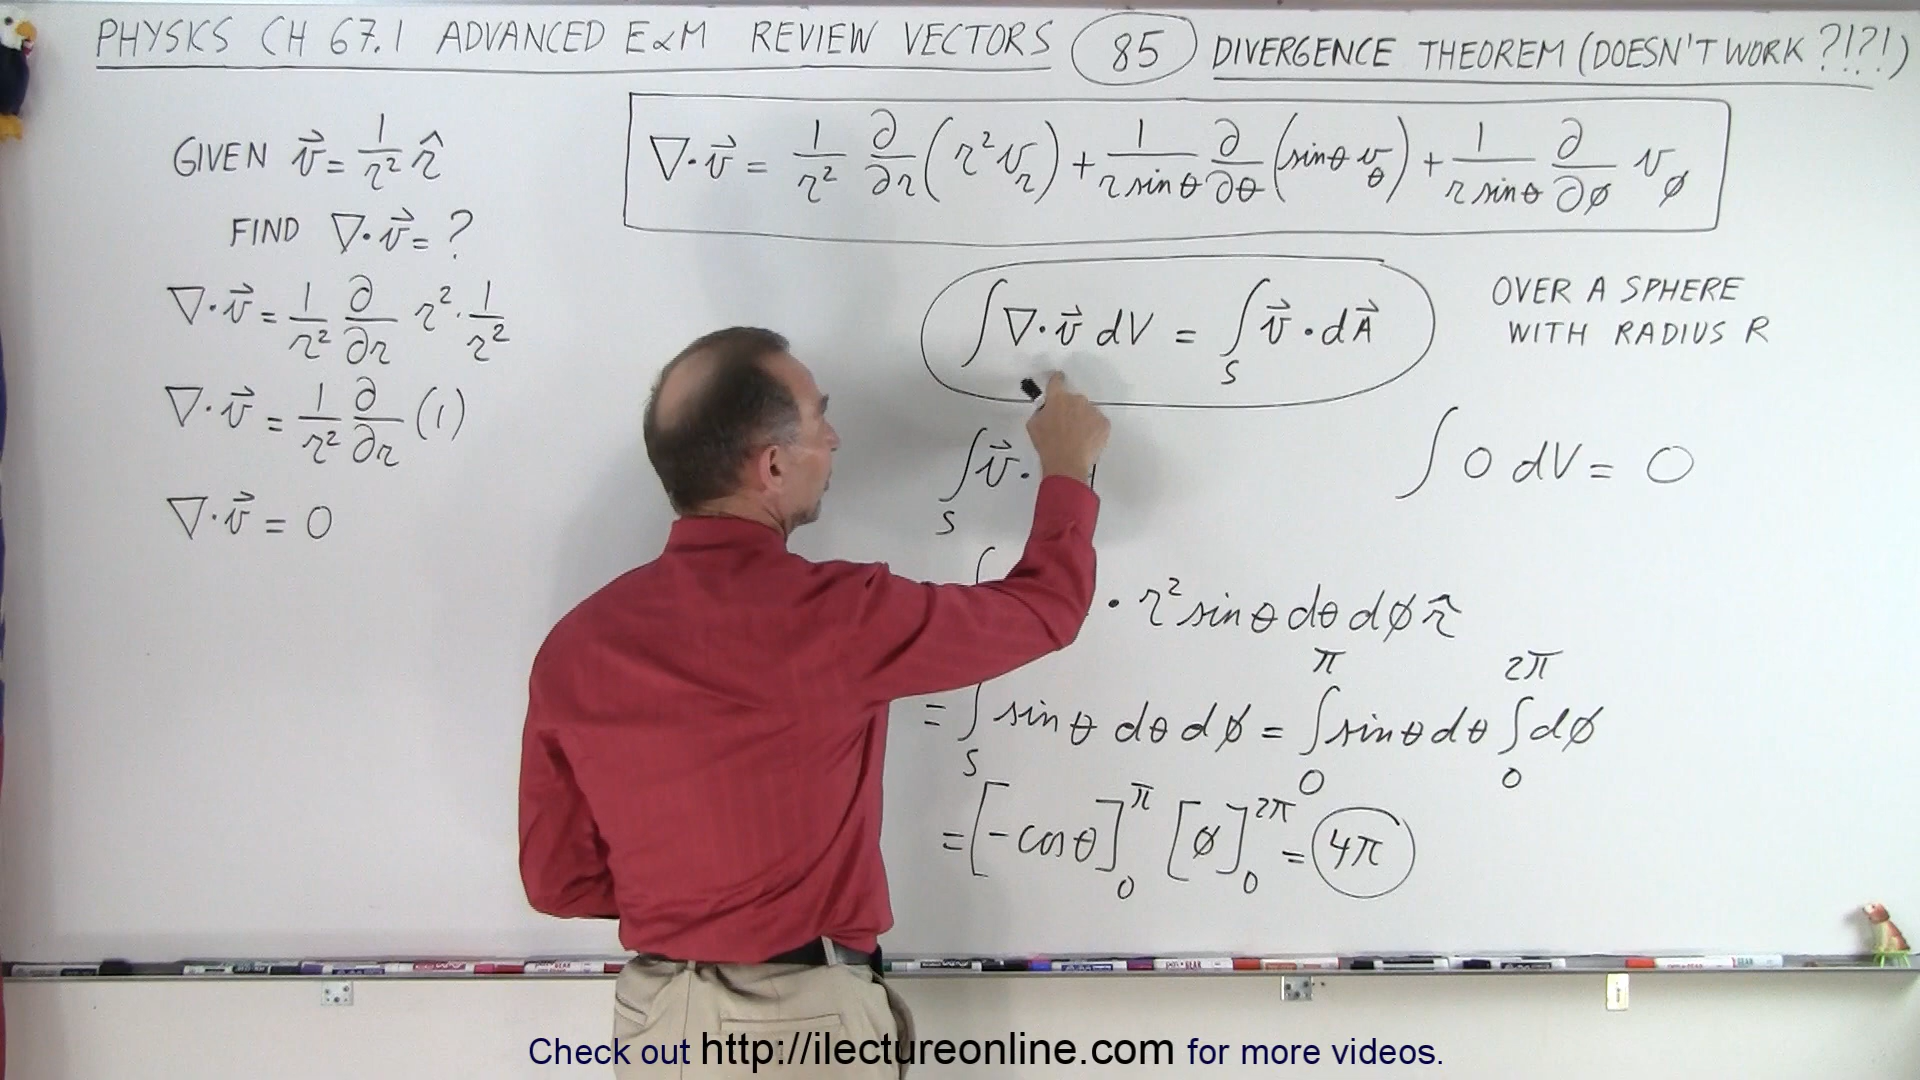 PHYSICS CH 67.1 ADVANCED E&M REVIEW VECTORS 85 DIVERGENCE THEOREM (DOESN'T WORK ?!?!)
GIVEN v⃗ = 1/r² r̂
FIND ∇·v⃗ = ?
∇·v⃗ = 1/r² ∂/∂r r² · 1/r²
∇·v⃗ = 1/r² ∂/∂r (1)
∇·v⃗ = 0
∇·v⃗ = 1/r² ∂/∂r (r² v_r) + 1/(r sinθ) ∂/∂θ (sinθ v_θ) + 1/(r sinθ) ∂/∂φ v_φ
∫ ∇·v⃗ dV = ∫_S v⃗ · dA⃗
OVER A SPHERE
WITH RADIUS R
∫_S v⃗ ·
∫ 0 dV = 0
· r² sinθ dθ dφ r̂
= ∫_S sinθ dθ dφ = ∫_0^π sinθ dθ ∫_0^2π dφ
= [-cosθ]_0^π [φ]_0^2π = 4π
Check out http://ilectureonline.com for more videos.